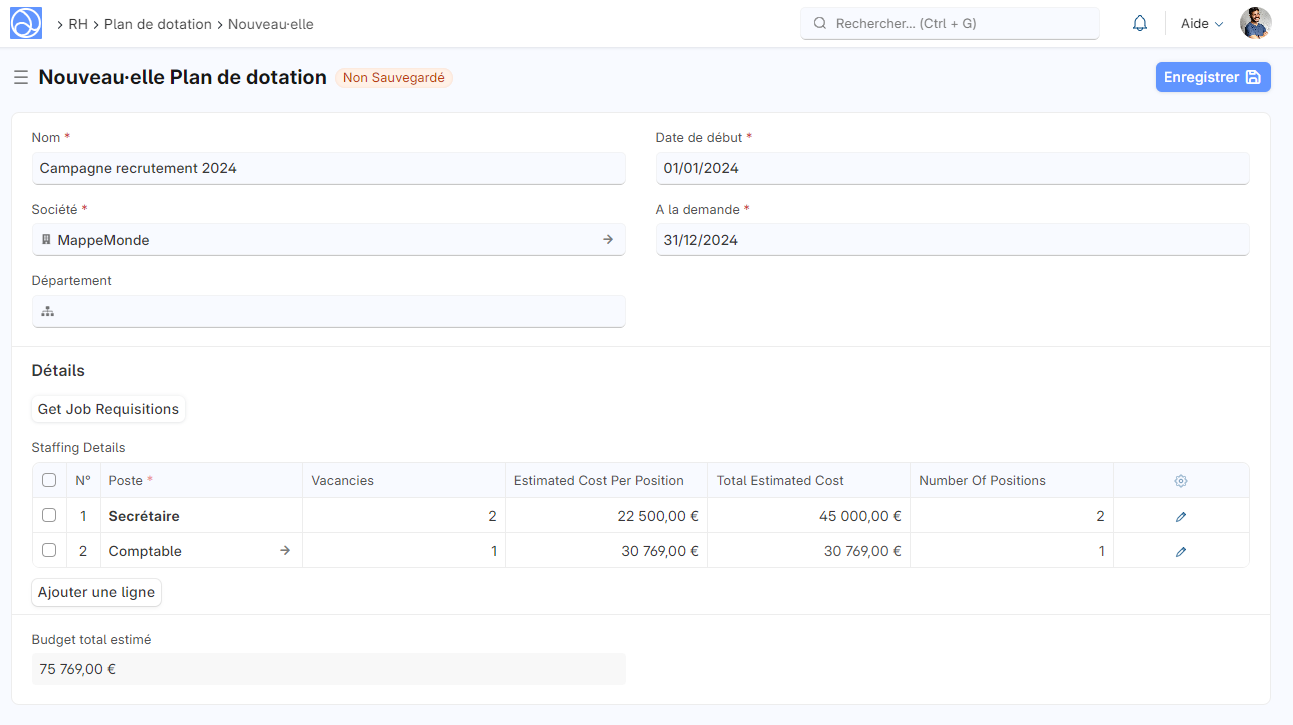 RH > Plan de dotation > Nouveau·elle
Rechercher... (Ctrl + G)
Aide
Nouveau·elle Plan de dotation
Non Sauvegardé
Enregistrer
Nom *
Campagne recrutement 2024
Date de début *
01/01/2024
Société *
MappeMonde
A la demande *
31/12/2024
Département
Détails
Get Job Requisitions
Staffing Details
N° Poste * Vacancies Estimated Cost Per Position Total Estimated Cost Number Of Positions
1 Secrétaire 2 22 500,00 € 45 000,00 € 2
2 Comptable 1 30 769,00 € 30 769,00 € 1
Ajouter une ligne
Budget total estimé
75 769,00 €